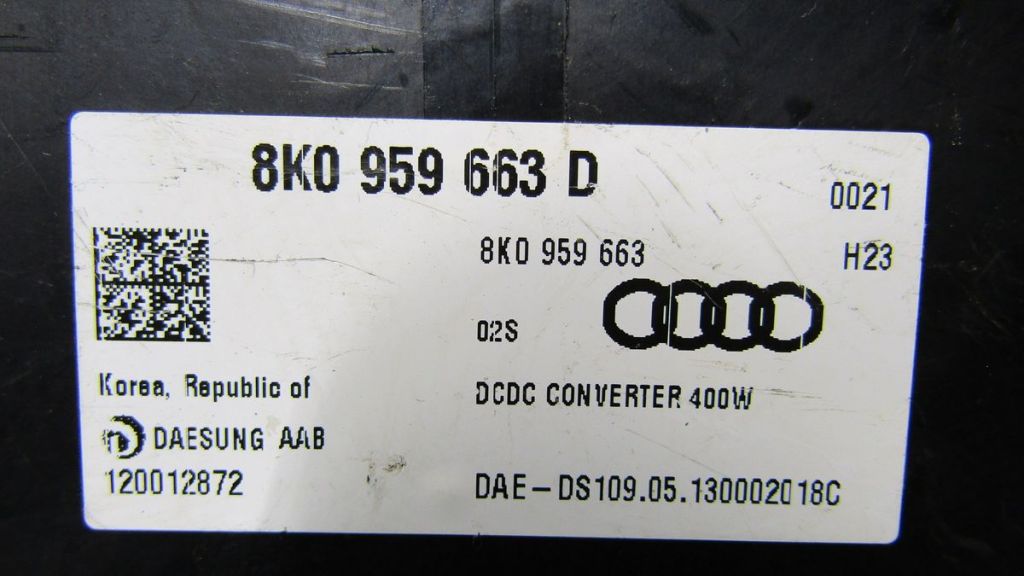 8K0 959 663 D
0021
8K0 959 663
H23
02S
Korea, Republic of
DCDC CONVERTER 400W
DAESUNG AAB
120012872
DAE-DS109.05.130002018C